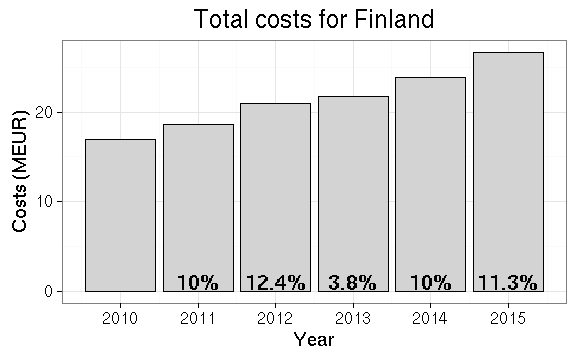 Total costs for Finland
Costs (MEUR)
20
10
0
10% 12.4% 3.8% 10% 11.3%
2010 2011 2012 2013 2014 2015
Year